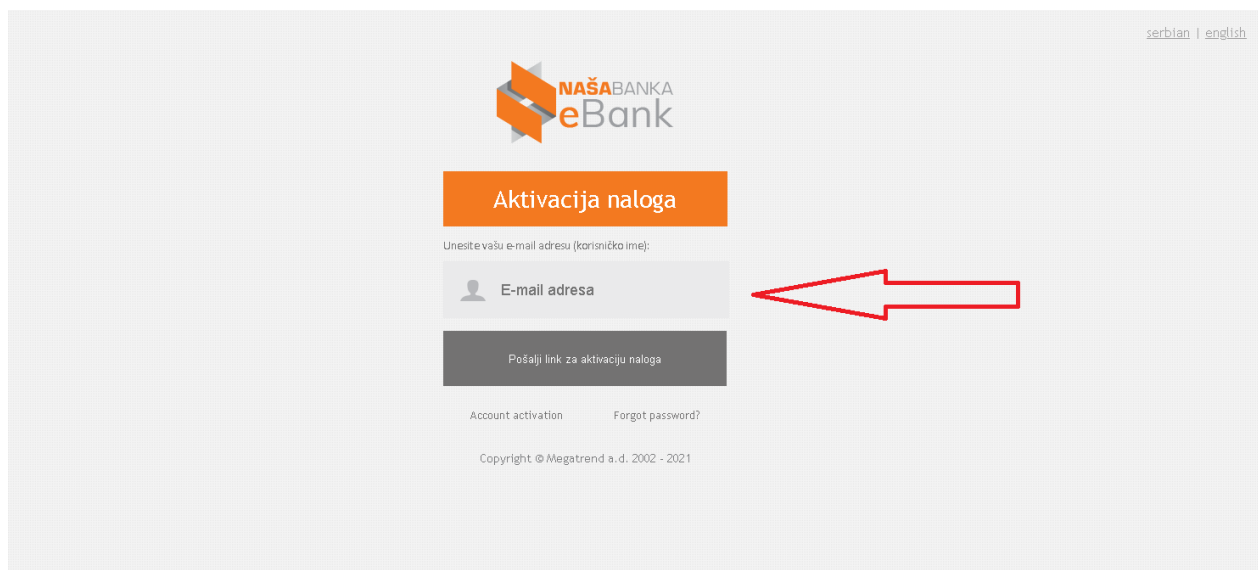 serbian | english
NAŠABANKA
eBank
Aktivacija naloga
Unesite vašu e-mail adresu (korisničko ime):
E-mail adresa
Pošalji link za aktivaciju naloga
Account activation Forgot password?
Copyright © Megatrend a.d. 2002 - 2021